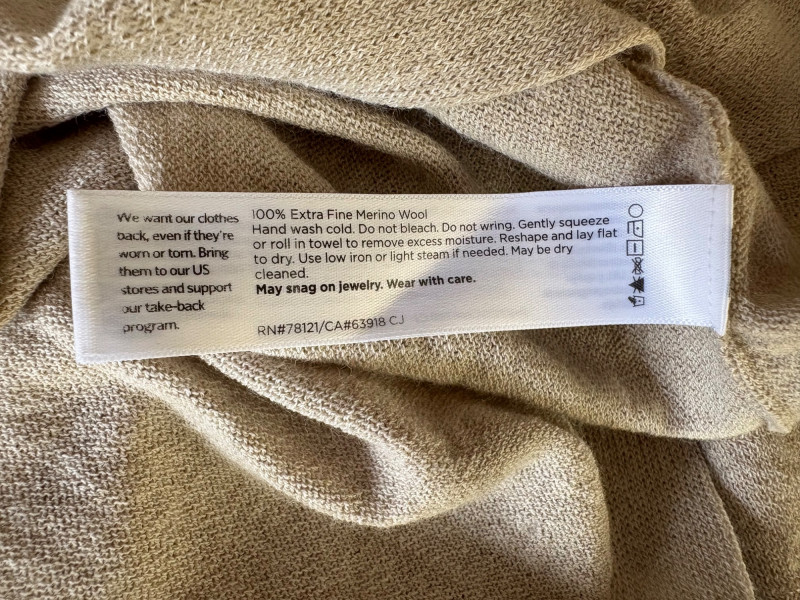 We want our clothes
back, even if they're
worn or torn. Bring
them to our US
stores and support
our take-back
program.
100% Extra Fine Merino Wool
Hand wash cold. Do not bleach. Do not wring. Gently squeeze
or roll in towel to remove excess moisture. Reshape and lay flat
to dry. Use low iron or light steam if needed. May be dry
cleaned.
May snag on jewelry. Wear with care.
RN#78121/CA#63918 CJ